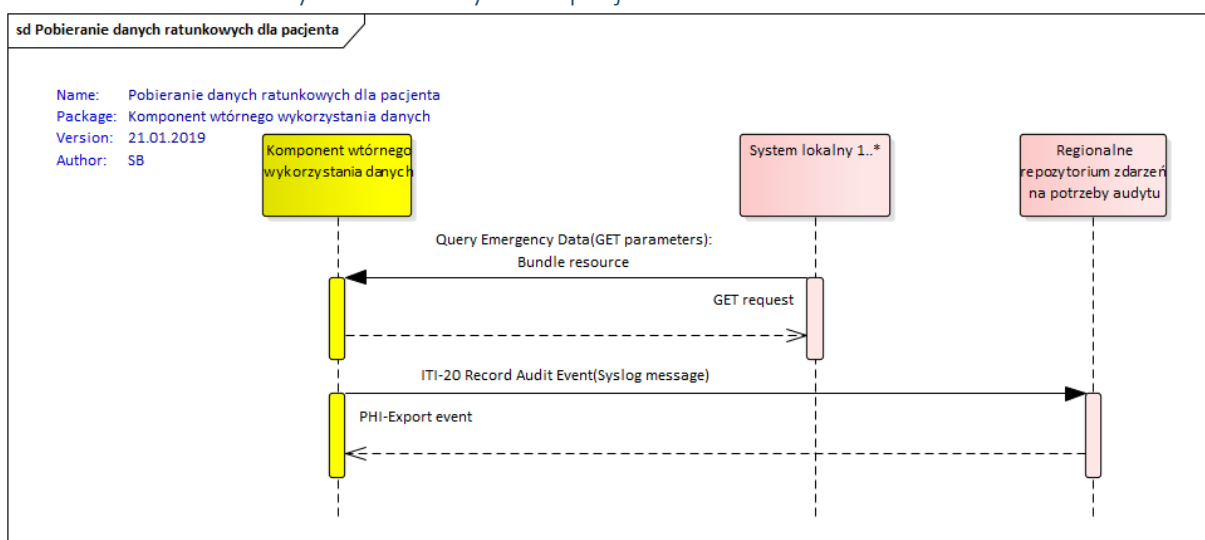 sd Pobieranie danych ratunkowych dla pacjenta
Name: Pobieranie danych ratunkowych dla pacjenta
Package: Komponent wtórnego wykorzystania danych
Version: 21.01.2019
Author: SB
Komponent wtórnego
wykorzystania danych
System lokalny 1..*
Regionalne
repozytorium zdarzeń
na potrzeby audytu
Query Emergency Data(GET parameters):
Bundle resource
GET request
ITI-20 Record Audit Event(Syslog message)
PHI-Export event